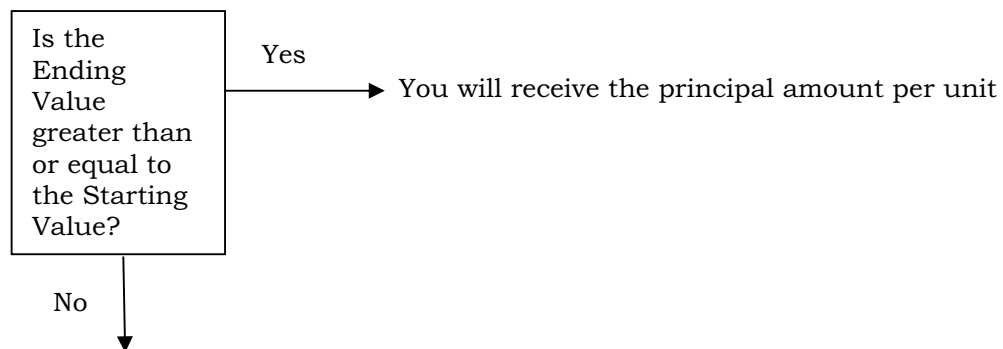 Is the
Ending
Value
greater than
or equal to
the Starting
Value?
Yes
You will receive the principal amount per unit
No